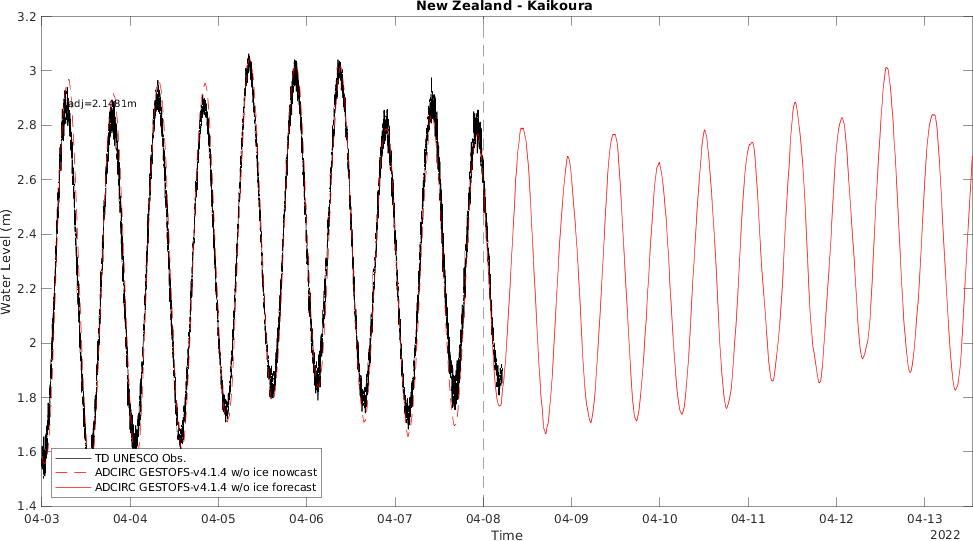 New Zealand - Kaikoura
3.2
3
2.8
2.6
2.4
2.2
2
1.8
1.6
1.4
Water Level (m)
adj=2.1481m
TD UNESCO Obs.
ADCIRC GESTOFS-v4.1.4 w/o ice nowcast
ADCIRC GESTOFS-v4.1.4 w/o ice forecast
04-03 04-04 04-05 04-06 04-07 04-08 04-09 04-10 04-11 04-12 04-13
Time
2022